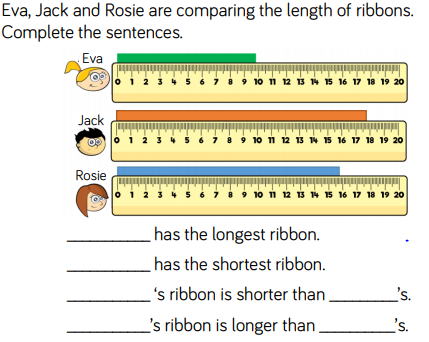 Eva, Jack and Rosie are comparing the length of ribbons.
Complete the sentences.
Eva
0 1 2 3 4 5 6 7 8 9 10 11 12 13 14 15 16 17 18 19 20
Jack
0 1 2 3 4 5 6 7 8 9 10 11 12 13 14 15 16 17 18 19 20
Rosie
0 1 2 3 4 5 6 7 8 9 10 11 12 13 14 15 16 17 18 19 20
________ has the longest ribbon.
________ has the shortest ribbon.
________ ‘s ribbon is shorter than _______’s.
________’s ribbon is longer than ________’s.